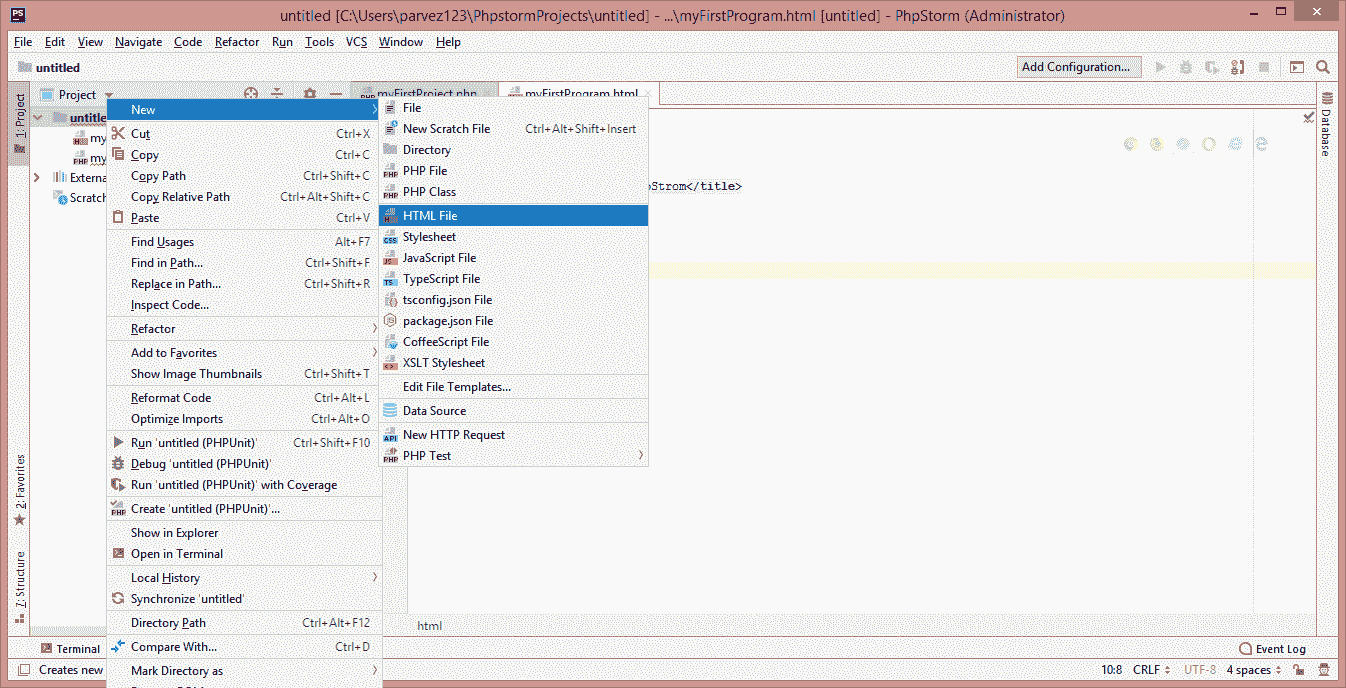 PS untitled [C:\Users\parvez123\PhpstormProjects\untitled] - ...\myFirstProgram.html [untitled] - PhpStorm (Administrator)
File Edit View Navigate Code Refactor Run Tools VCS Window Help
untitled Add Configuration...
1: Project
Project
myFirstProject.php
myFirstProgram.html
untitle
my
my
Externa
Scratch
New
Cut Ctrl+X
Copy Ctrl+C
Copy Path Ctrl+Shift+C
Copy Relative Path Ctrl+Alt+Shift+C
Paste Ctrl+V
Find Usages Alt+F7
Find in Path... Ctrl+Shift+F
Replace in Path... Ctrl+Shift+R
Inspect Code...
Refactor
Add to Favorites
Show Image Thumbnails Ctrl+Shift+T
Reformat Code Ctrl+Alt+L
Optimize Imports Ctrl+Alt+O
Run 'untitled (PHPUnit)' Ctrl+Shift+F10
Debug 'untitled (PHPUnit)'
Run 'untitled (PHPUnit)' with Coverage
Create 'untitled (PHPUnit)'...
Show in Explorer
Open in Terminal
Local History
Synchronize 'untitled'
Directory Path Ctrl+Alt+F12
Compare With... Ctrl+D
Mark Directory as
File
New Scratch File Ctrl+Alt+Shift+Insert
Directory
PHP File
PHP Class
HTML File
Stylesheet
JavaScript File
TypeScript File
tsconfig.json File
package.json File
CoffeeScript File
XSLT Stylesheet
Edit File Templates...
Data Source
New HTTP Request
PHP Test
pStrom</title>
Database
2: Favorites
7: Structure
html
Terminal
Event Log
Creates new
10:8 CRLF UTF-8 4 spaces